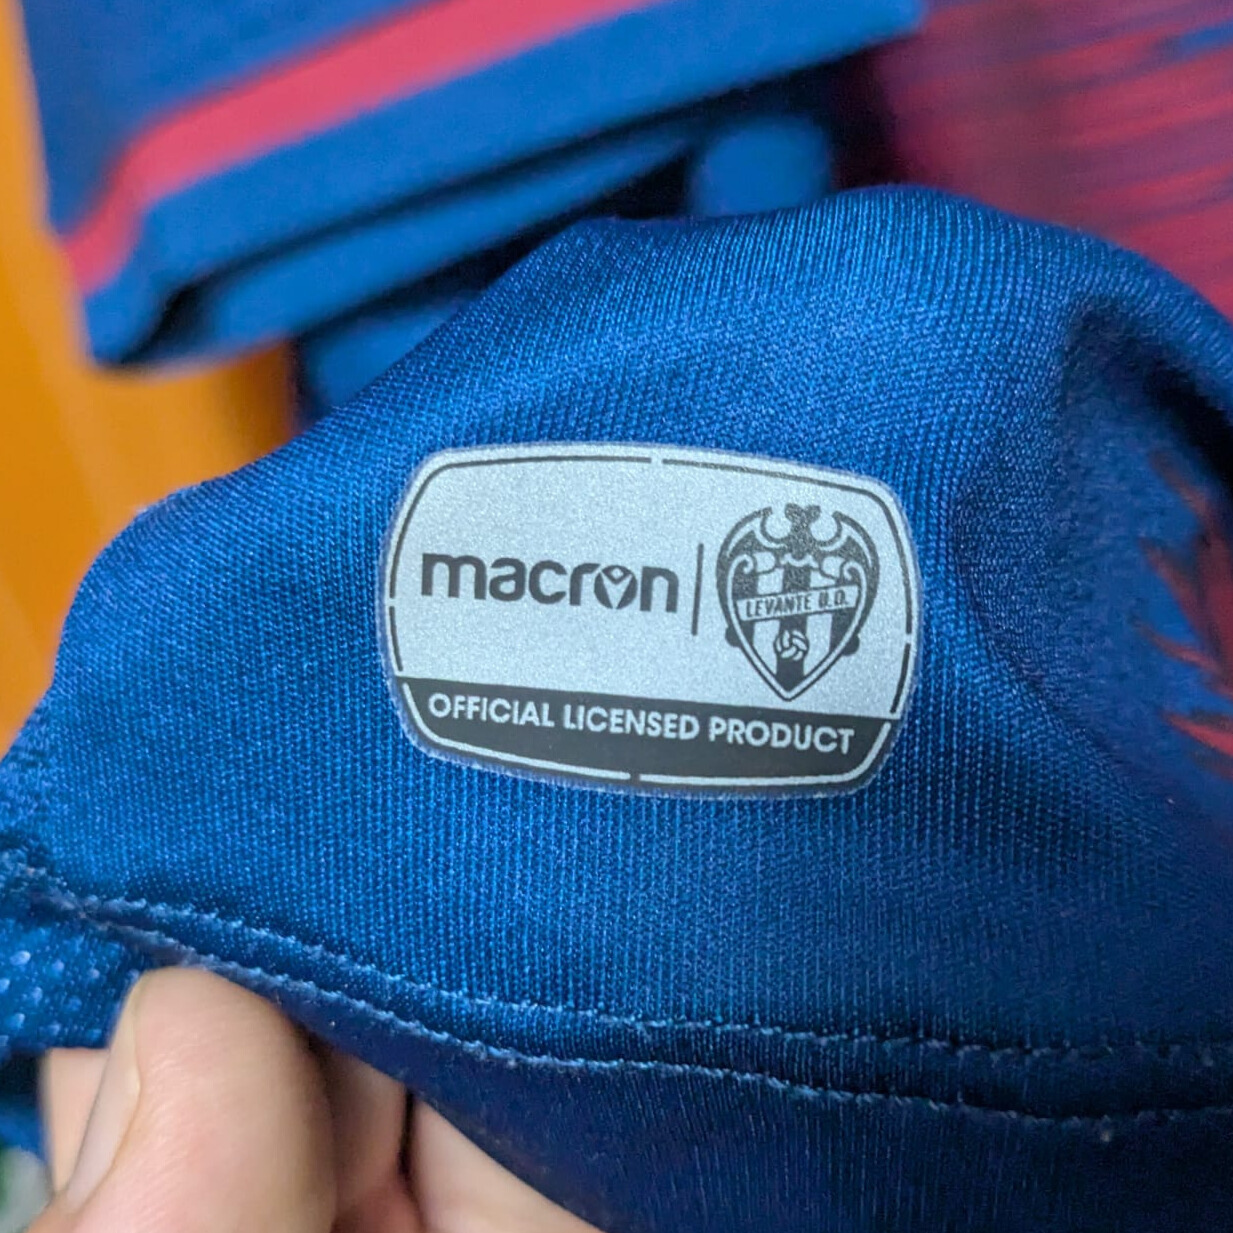 macron
LEVANTE U.D.
OFFICIAL LICENSED PRODUCT